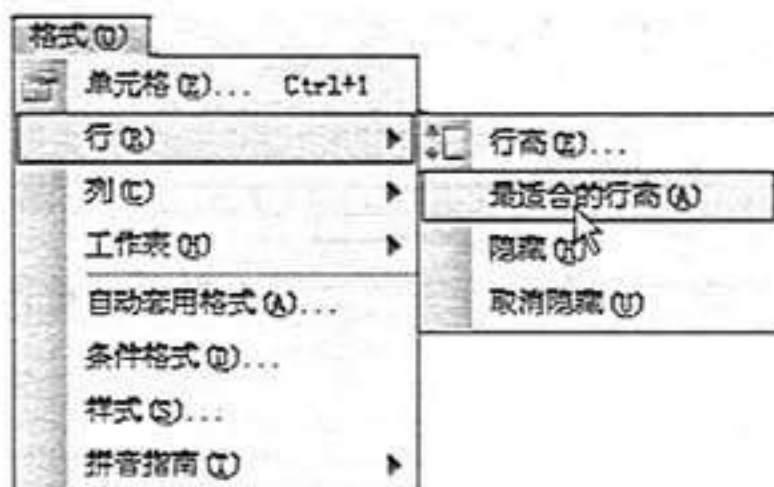 格式(O)
单元格(E)... Ctrl+1
行(R)
列(C)
工作表(H)
自动套用格式(A)...
条件格式(D)...
样式(S)...
拼音指南(T)
行高(E)...
最适合的行高(A)
隐藏(H)
取消隐藏(U)